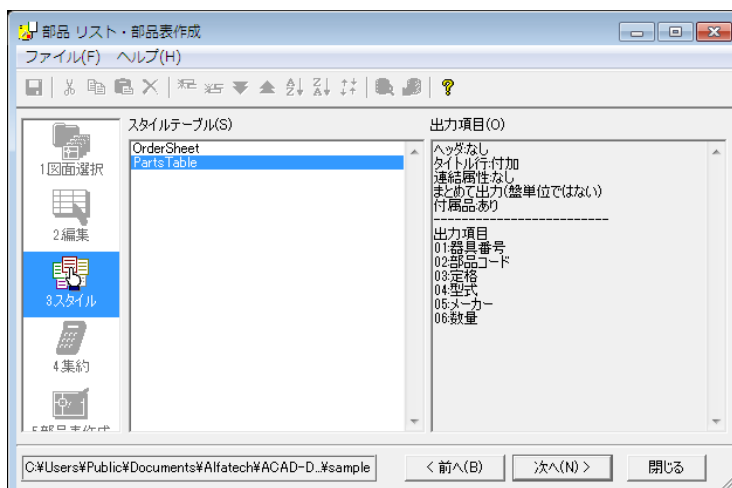 部品 リスト・部品表作成
ファイル(F) ヘルプ(H)
1図面選択
2編集
3.スタイル
4.集約
5.部品表作成
スタイルテーブル(S)
OrderSheet
PartsTable
出力項目(O)
ヘッダ:なし
タイトル行:付加
連結属性:なし
まとめて出力(盤単位ではない)
付属品:あり
--------------------------
出力項目
01:器具番号
02:部品コード
03:定格
04:型式
05:メーカー
06:数量
C:¥Users¥Public¥Documents¥Alfatech¥ACAD-D..¥sample
< 前へ(B)
次へ(N) >
閉じる